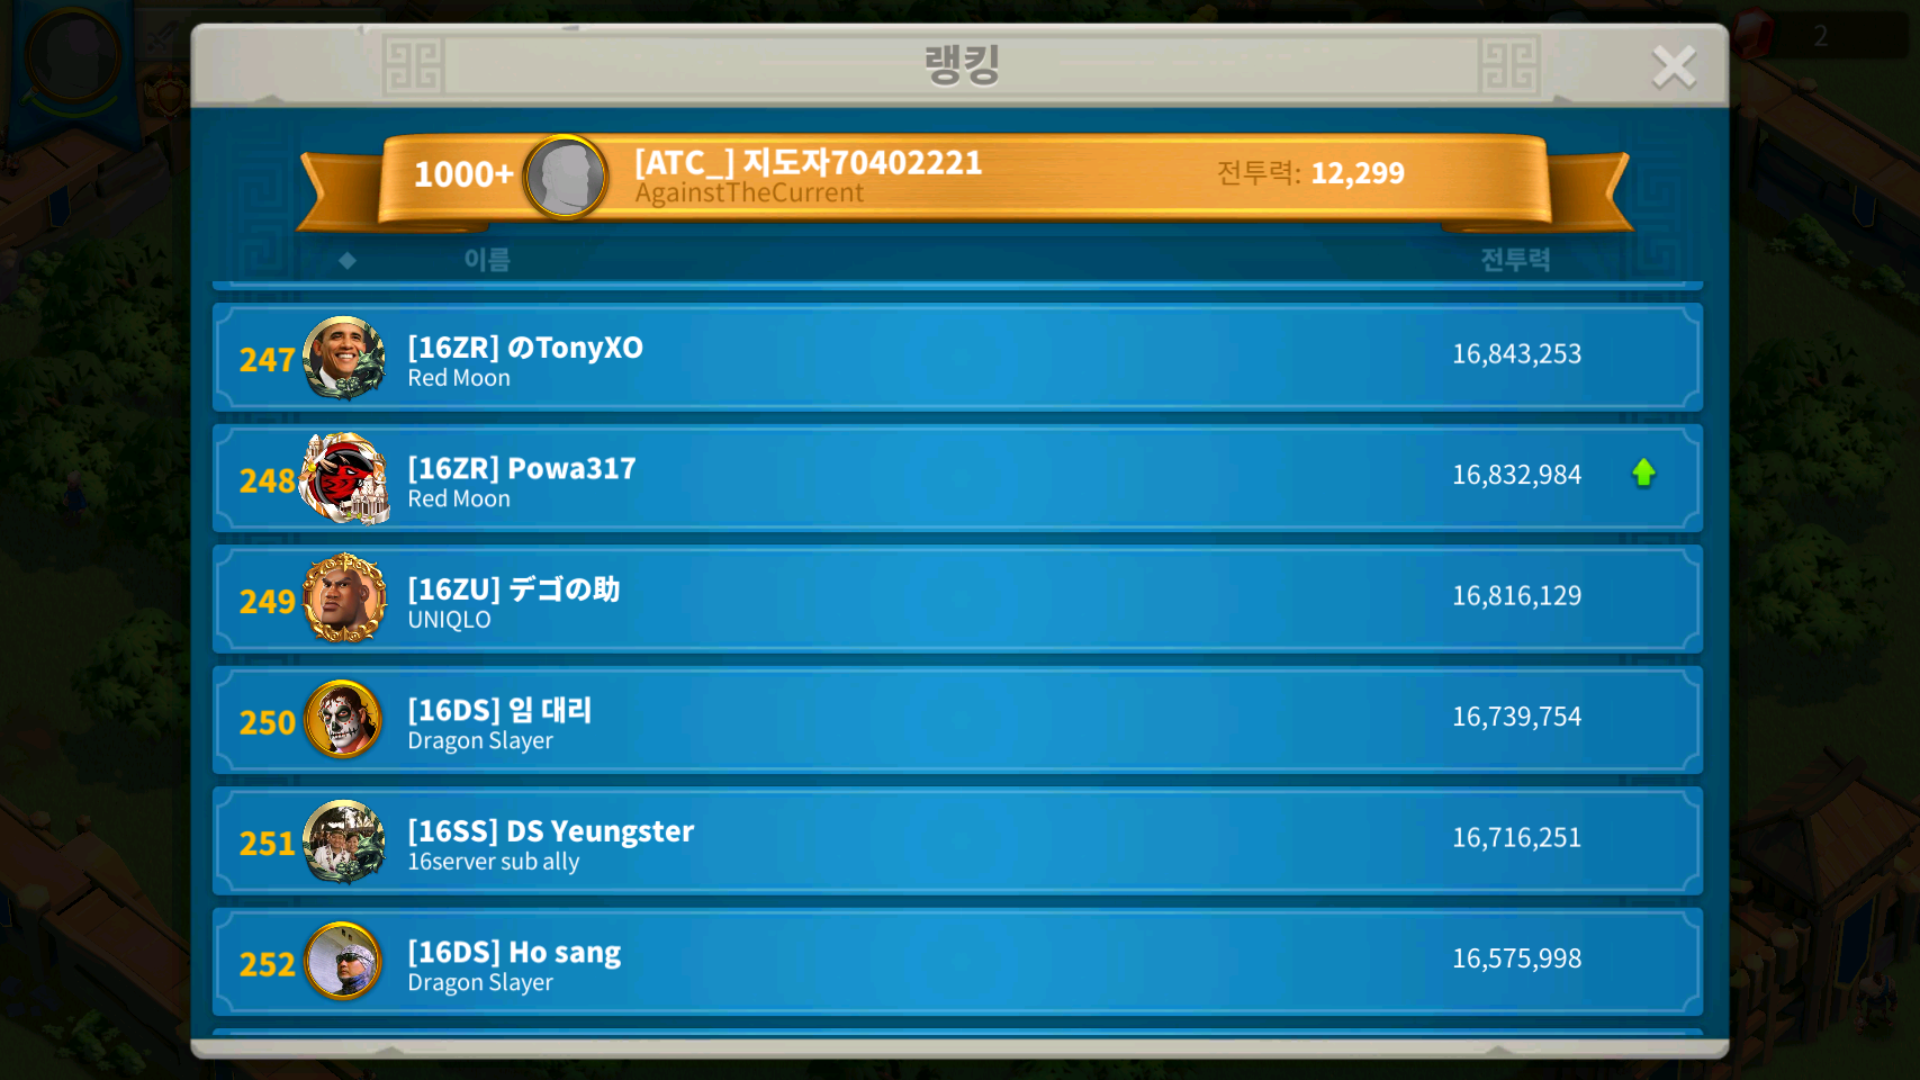 랭킹
2
1000+
[ATC_] 지도자70402221
AgainstTheCurrent
전투력: 12,299
이름
전투력
247
[16ZR] のTonyXO
Red Moon
16,843,253
248
[16ZR] Powa317
Red Moon
16,832,984
249
[16ZU] デゴの助
UNIQLO
16,816,129
250
[16DS] 임 대리
Dragon Slayer
16,739,754
251
[16SS] DS Yeungster
16server sub ally
16,716,251
252
[16DS] Ho sang
Dragon Slayer
16,575,998